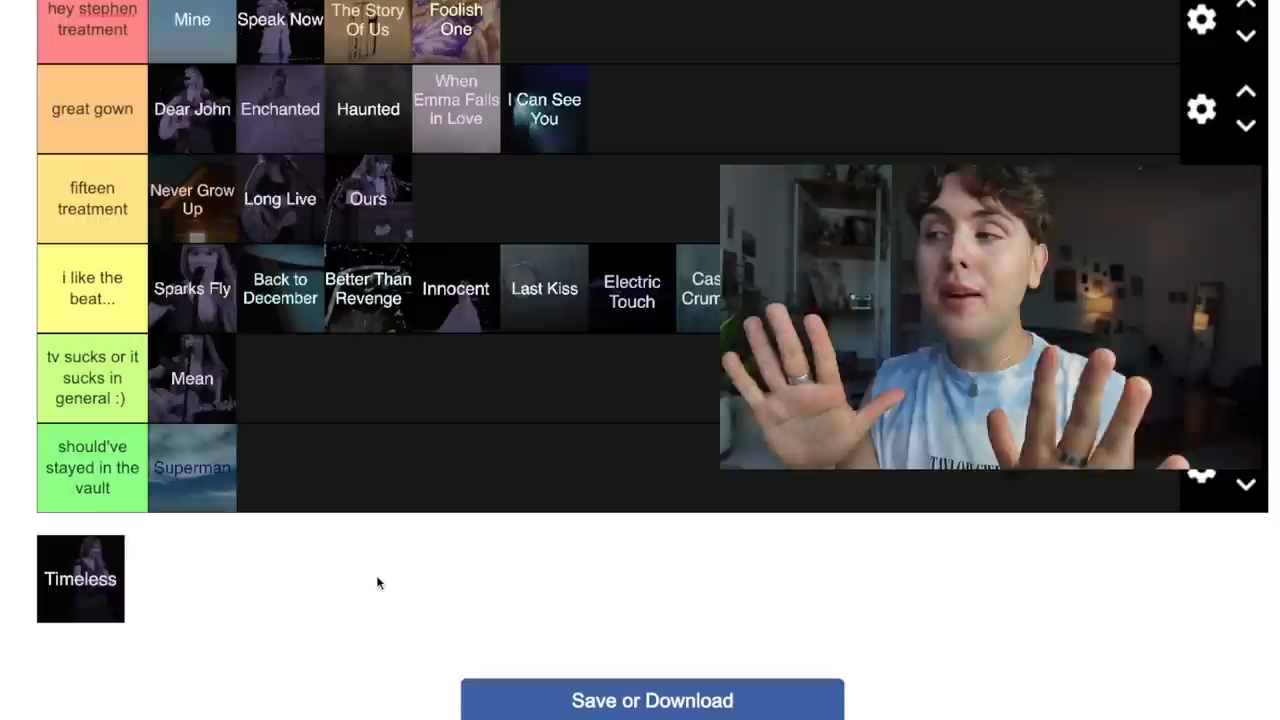 hey stephen
treatment
Mine
Speak Now
The Story
Of Us
Foolish
One
great gown
Dear John
Enchanted
Haunted
When
Emma Falls
in Love
I Can See
You
fifteen
treatment
Never Grow
Up
Long Live
Ours
i like the
beat...
Sparks Fly
Back to
December
Better Than
Revenge
Innocent
Last Kiss
Electric
Touch
Cas
Crum
tv sucks or it
sucks in
general :)
Mean
should've
stayed in the
vault
Superman
Timeless
Save or Download